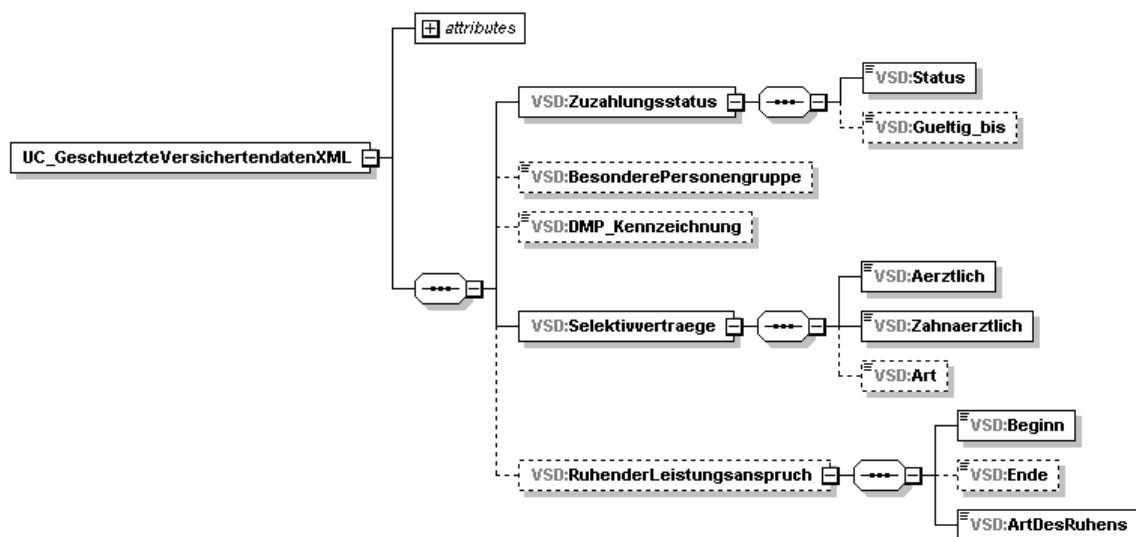 attributes
VSD:Zuzahlungsstatus
VSD:Status
VSD:Gueltig_bis
UC_GeschuetzteVersichertendatenXML
VSD:BesonderePersonengruppe
VSD:DMP_Kennzeichnung
VSD:Selektivvertraege
VSD:Aerztlich
VSD:Zahnaerztlich
VSD:Art
VSD:RuhenderLeistungsanspruch
VSD:Beginn
VSD:Ende
VSD:ArtDesRuhens